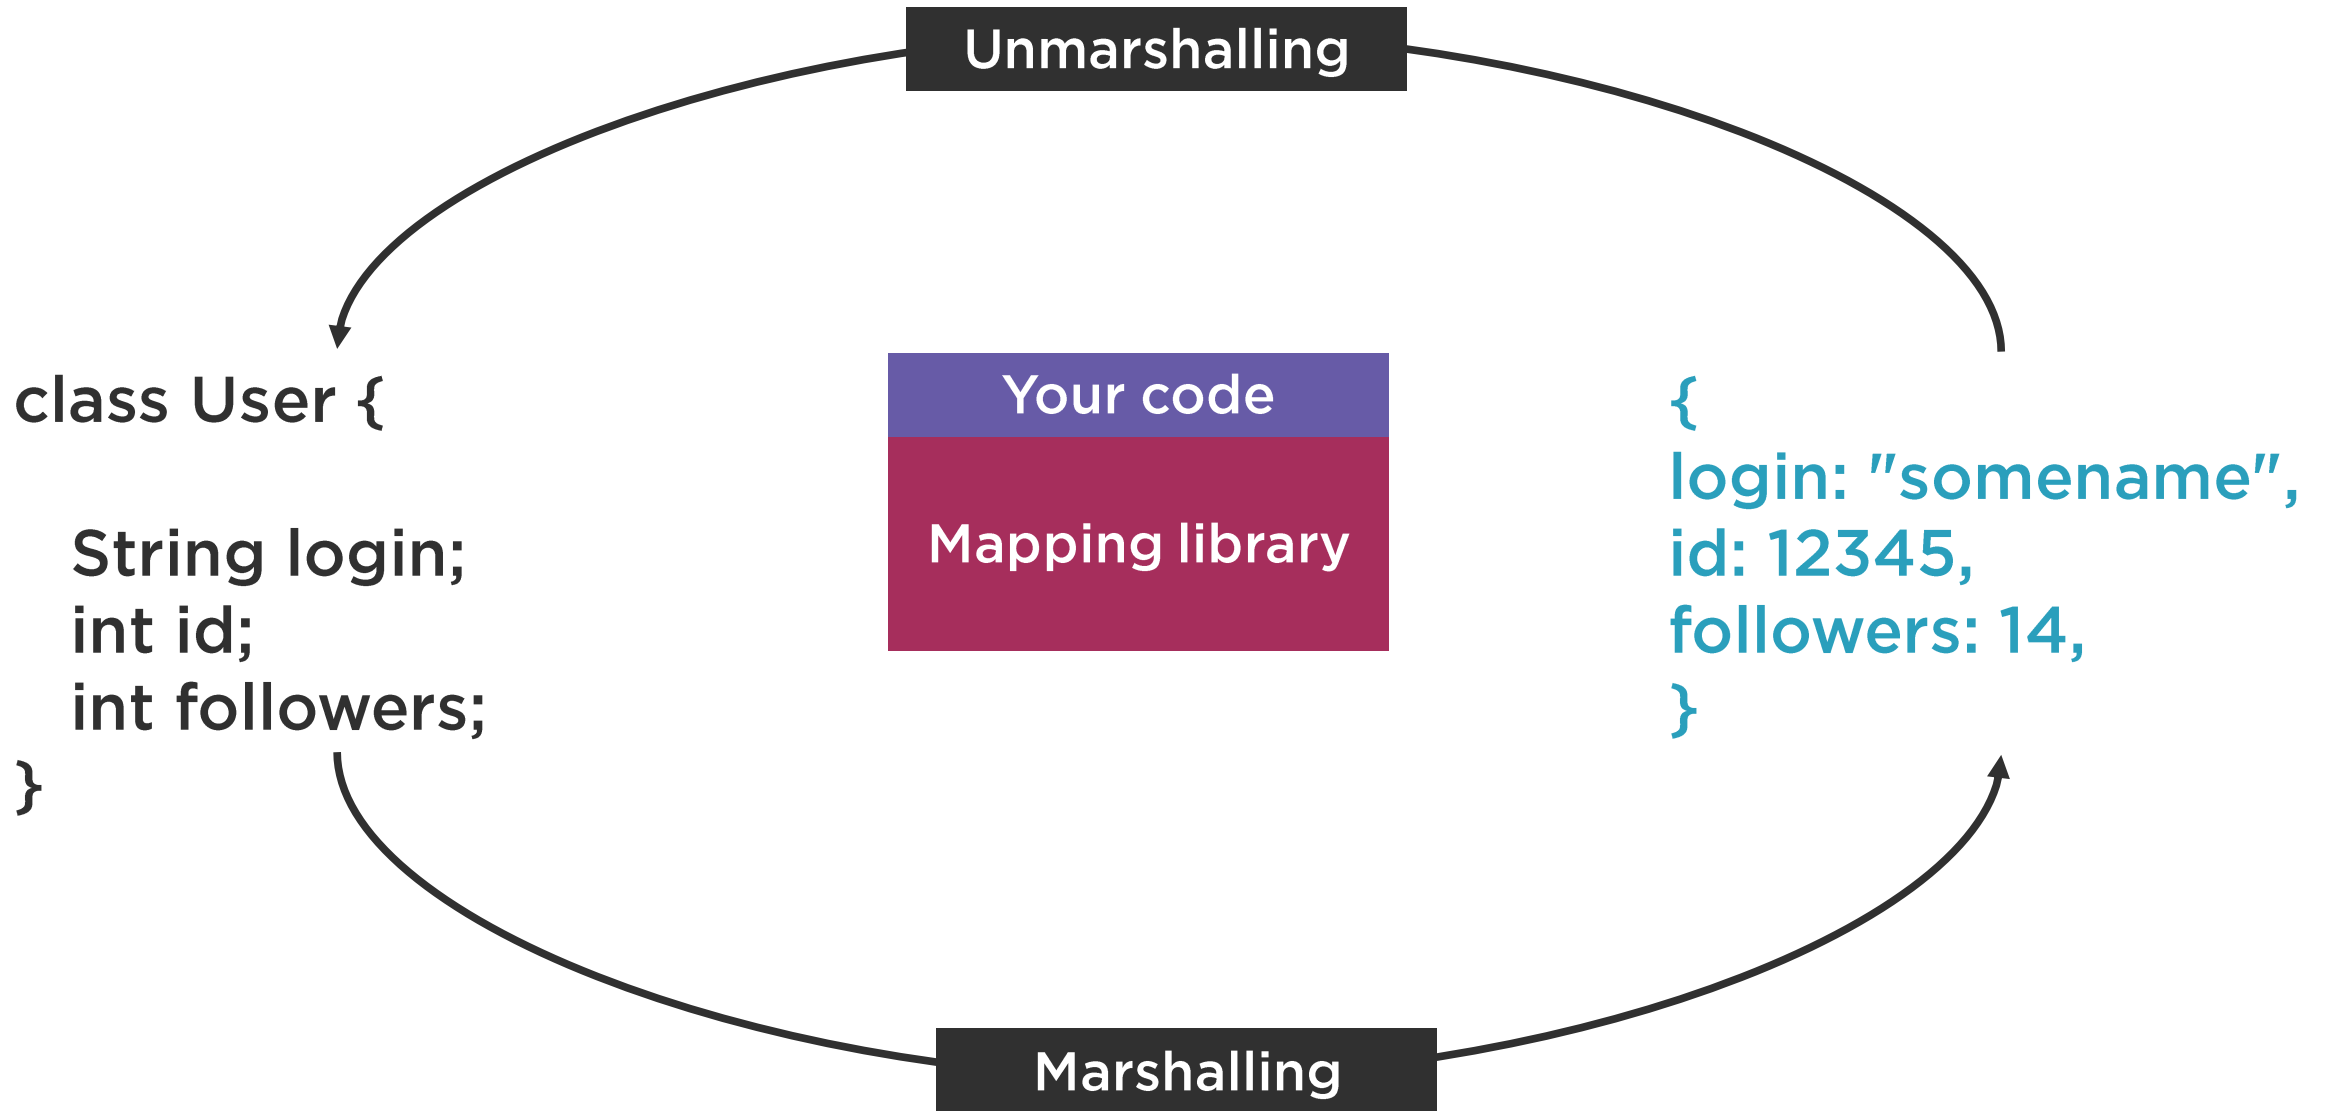 Unmarshalling
class User {
String login;
int id;
int followers;
}
Your code
Mapping library
{
login: "somename",
id: 12345,
followers: 14,
}
Marshalling